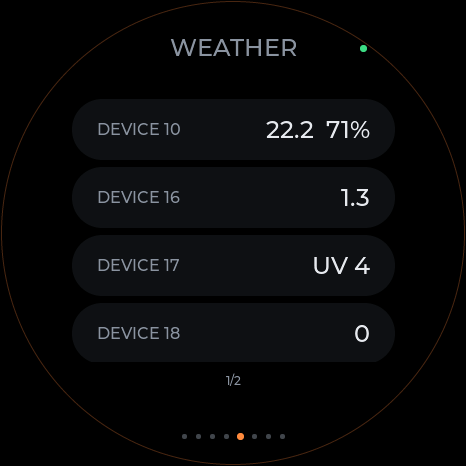 WEATHER
DEVICE 10 22.2 71%
DEVICE 16 1.3
DEVICE 17 UV 4
DEVICE 18 0
1/2